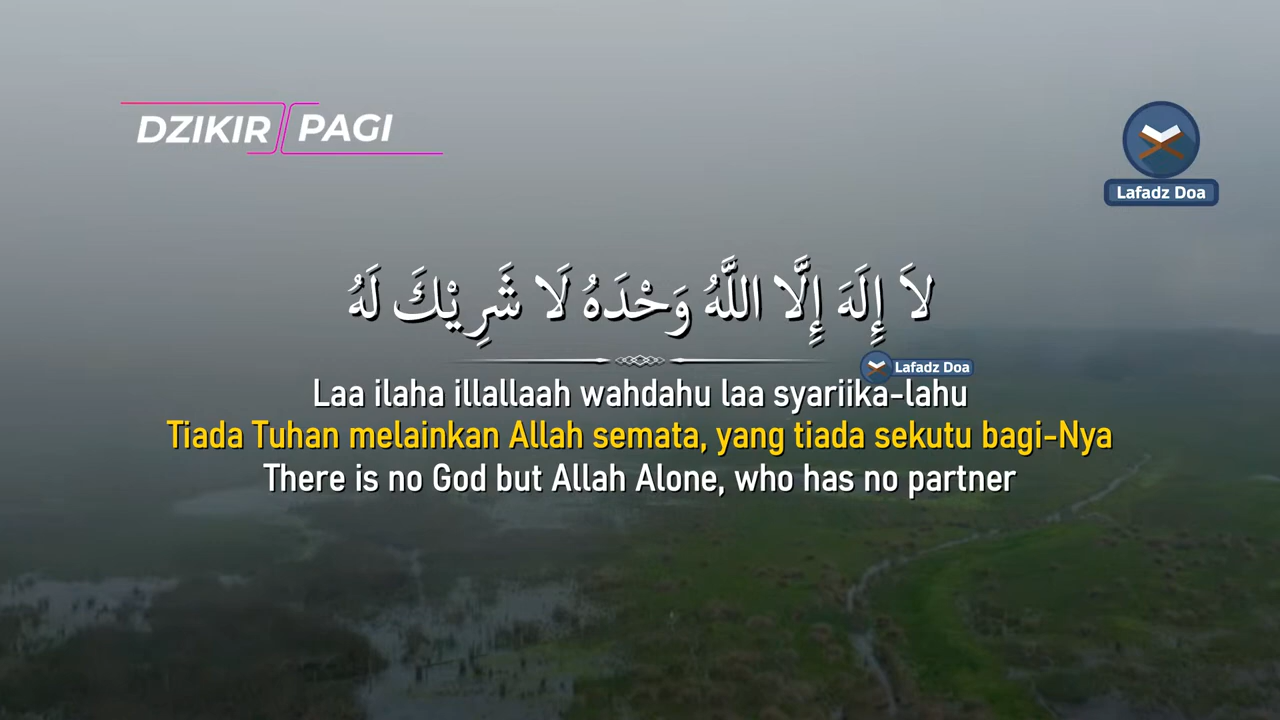 DZIKIR PAGI
Lafadz Doa
لاَ إِلَهَ إِلَّا اللَّهُ وَحْدَهُ لَا شَرِيْكَ لَهُ
Lafadz Doa
Laa ilaha illallaah wahdahu laa syariika-lahu
Tiada Tuhan melainkan Allah semata, yang tiada sekutu bagi-Nya
There is no God but Allah Alone, who has no partner